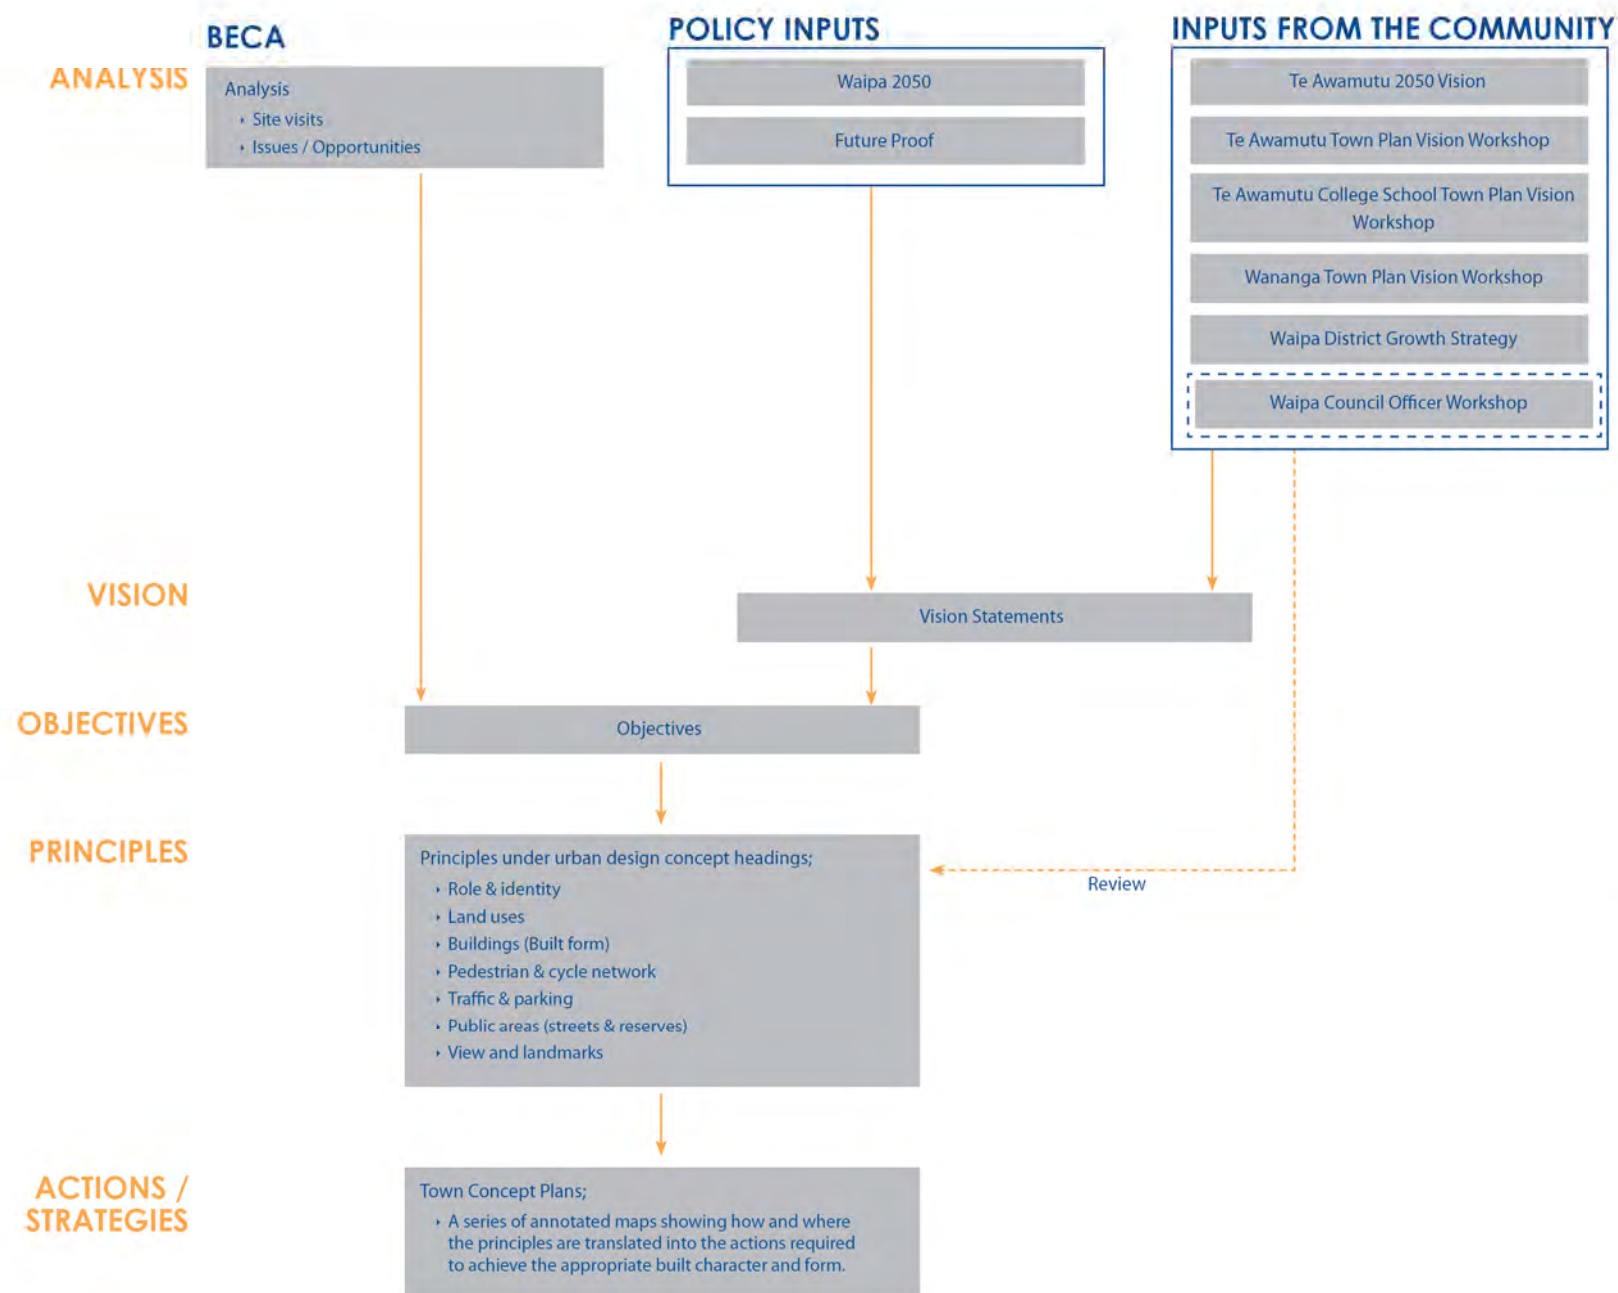 BECA
POLICY INPUTS
INPUTS FROM THE COMMUNITY
ANALYSIS
Analysis
‣ Site visits
‣ Issues / Opportunities
Waipa 2050
Future Proof
Te Awamutu 2050 Vision
Te Awamutu Town Plan Vision Workshop
Te Awamutu College School Town Plan Vision
Workshop
Wananga Town Plan Vision Workshop
Waipa District Growth Strategy
Waipa Council Officer Workshop
VISION
Vision Statements
OBJECTIVES
Objectives
PRINCIPLES
Principles under urban design concept headings;
‣ Role & identity
‣ Land uses
‣ Buildings (Built form)
‣ Pedestrian & cycle network
‣ Traffic & parking
‣ Public areas (streets & reserves)
‣ View and landmarks
Review
ACTIONS /
STRATEGIES
Town Concept Plans;
‣ A series of annotated maps showing how and where
the principles are translated into the actions required
to achieve the appropriate built character and form.